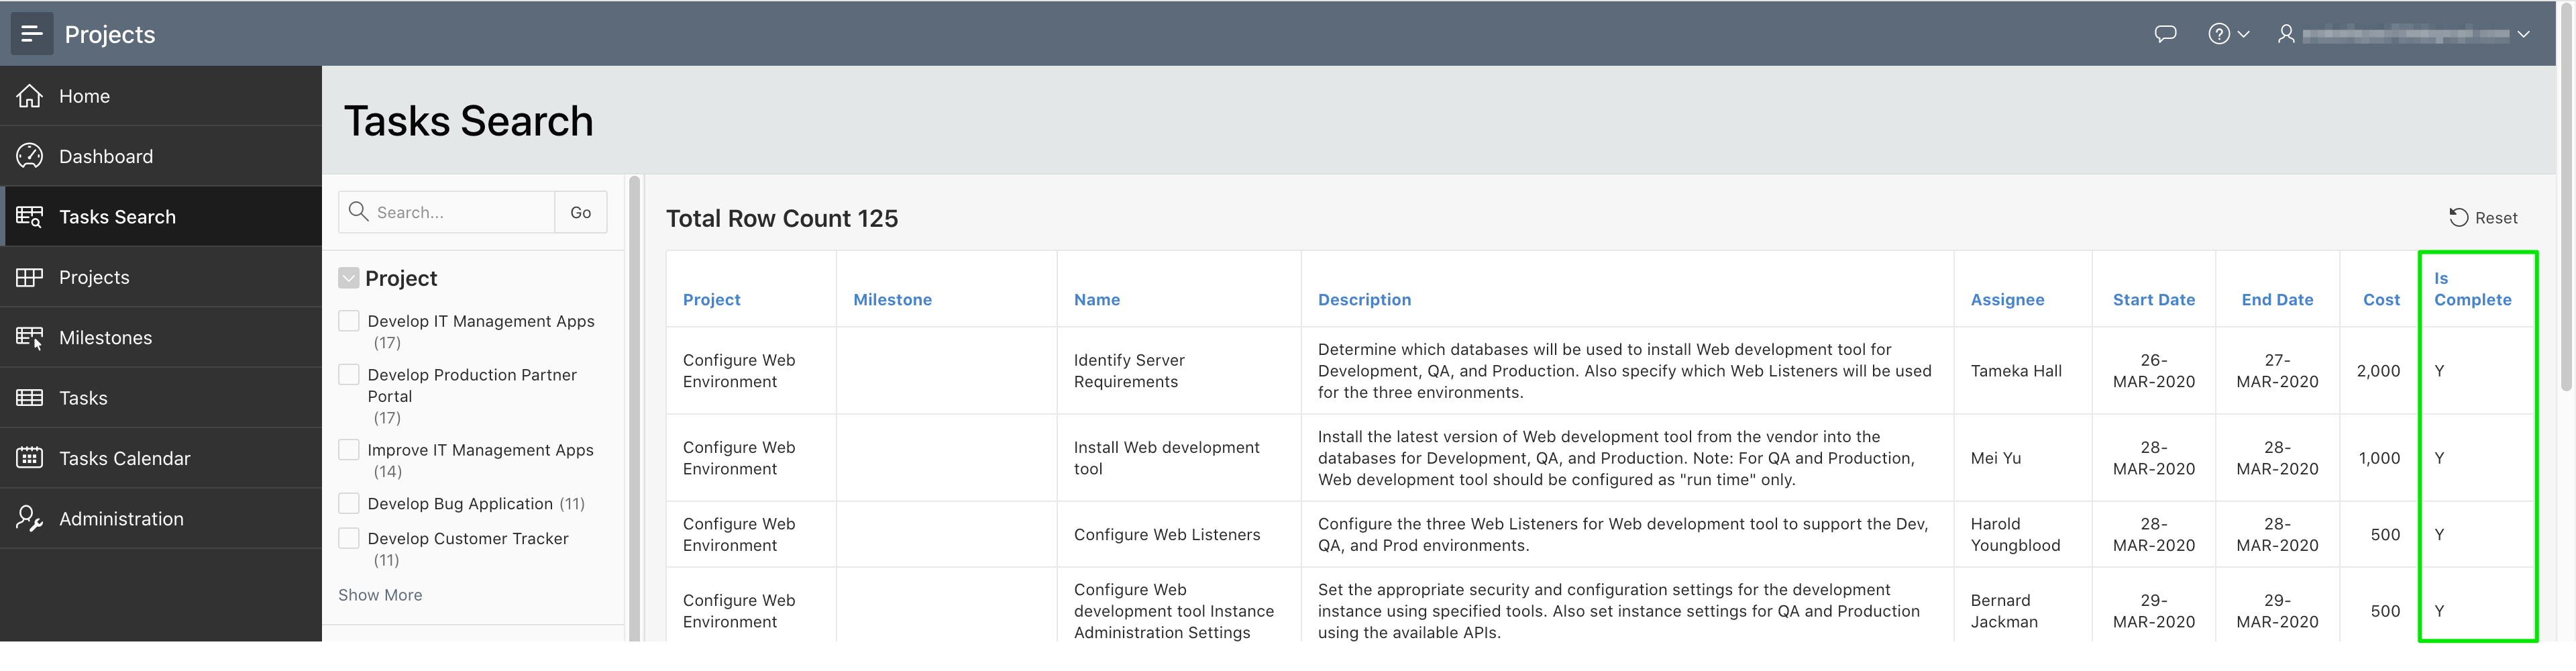 Projects
Home
Dashboard
Tasks Search
Projects
Milestones
Tasks
Tasks Calendar
Administration
Tasks Search
Search...
Go
Project
Develop IT Management Apps
(17)
Develop Production Partner
Portal
(17)
Improve IT Management Apps
(14)
Develop Bug Application (11)
Develop Customer Tracker
(11)
Show More
Total Row Count 125
Reset
Project Milestone Name Description Assignee Start Date End Date Cost Is Complete
Configure Web
Environment
Identify Server
Requirements
Determine which databases will be used to install Web development tool for
Development, QA, and Production. Also specify which Web Listeners will be used
for the three environments.
Tameka Hall
26-
MAR-2020
27-
MAR-2020
2,000
Y
Configure Web
Environment
Install Web development
tool
Install the latest version of Web development tool from the vendor into the
databases for Development, QA, and Production. Note: For QA and Production,
Web development tool should be configured as "run time" only.
Mei Yu
28-
MAR-2020
28-
MAR-2020
1,000
Y
Configure Web
Environment
Configure Web Listeners
Configure the three Web Listeners for Web development tool to support the Dev,
QA, and Prod environments.
Harold
Youngblood
28-
MAR-2020
28-
MAR-2020
500
Y
Configure Web
Environment
Configure Web
development tool Instance
Administration Settings
Set the appropriate security and configuration settings for the development
instance using specified tools. Also set instance settings for QA and Production
using the available APIs.
Bernard
Jackman
29-
MAR-2020
29-
MAR-2020
500
Y